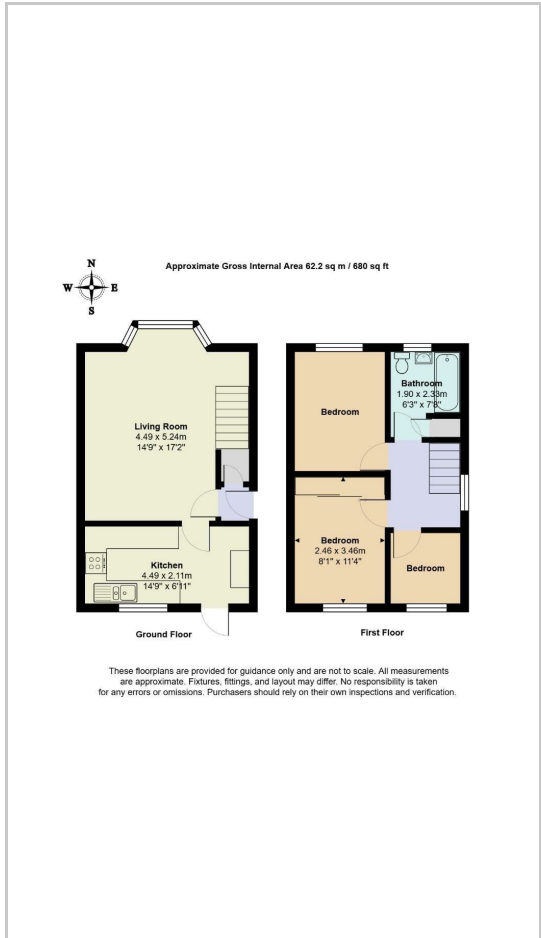 N
W E
S
Approximate Gross Internal Area 62.2 sq m / 680 sq ft
Living Room
4.49 x 5.24m
14'9" x 17'2"
Kitchen
4.49 x 2.11m
14'9" x 6'11"
Ground Floor
Bedroom
Bathroom
1.90 x 2.33m
6'3" x 7'8"
Bedroom
2.46 x 3.46m
8'1" x 11'4"
Bedroom
First Floor
These floorplans are provided for guidance only and are not to scale. All measurements
are approximate. Fixtures, fittings, and layout may differ. No responsibility is taken
for any errors or omissions. Purchasers should rely on their own inspections and verification.